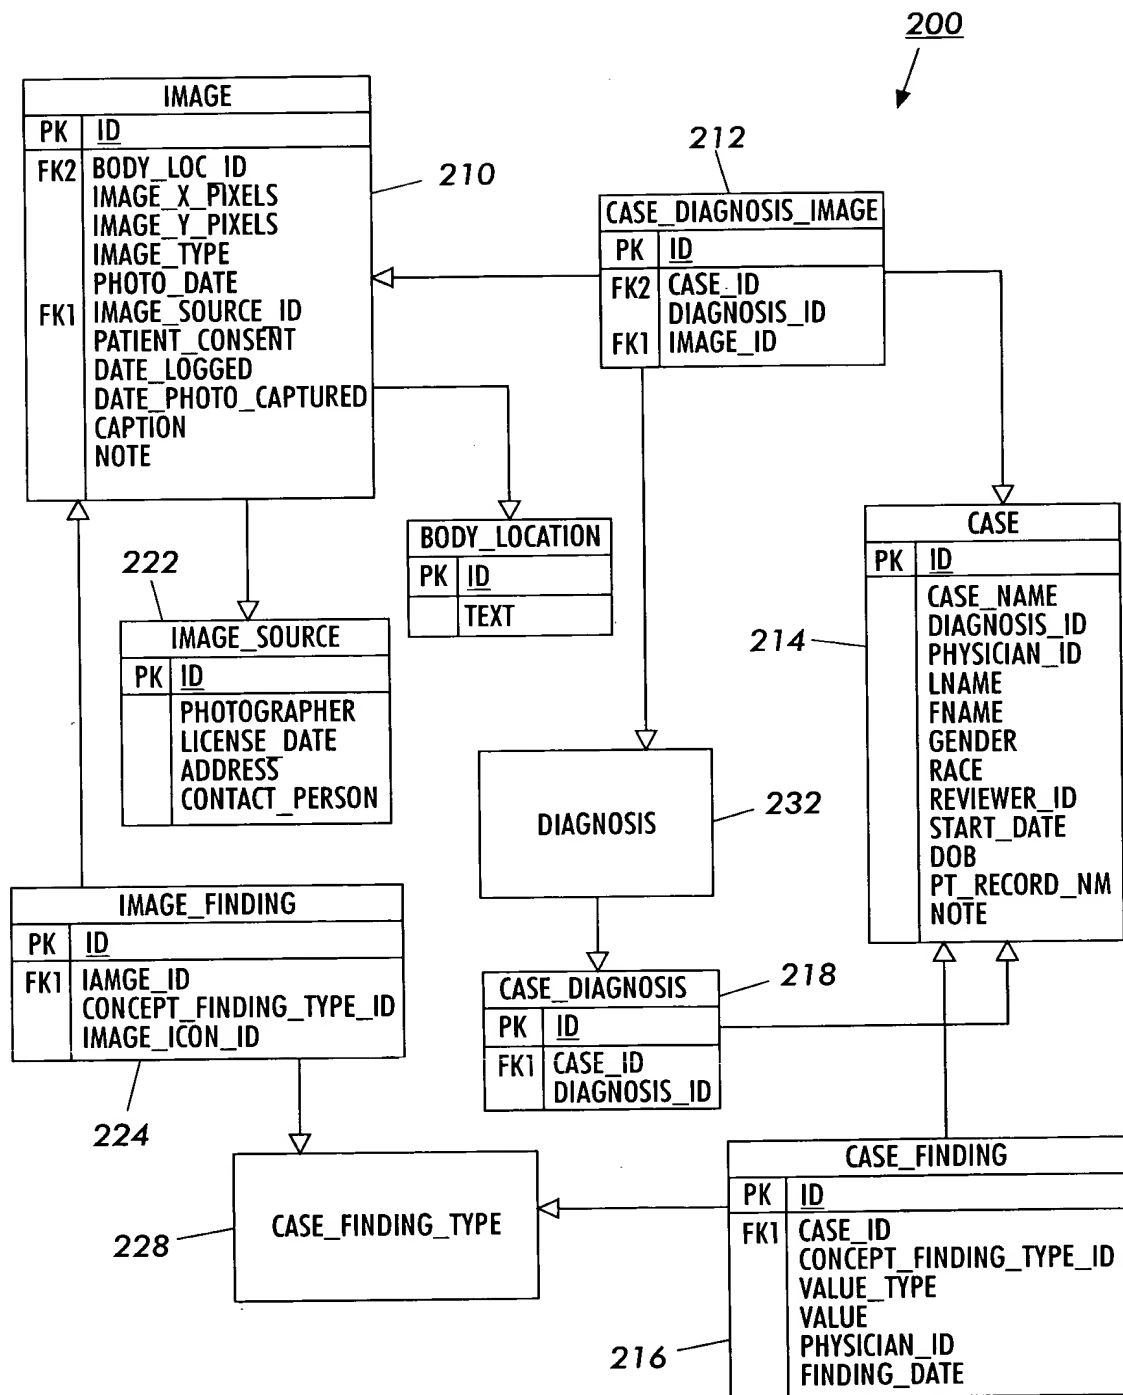 200
IMAGE
PK ID
FK2 BODY_LOC_ID
IMAGE_X_PIXELS
IMAGE_Y_PIXELS
IMAGE_TYPE
PHOTO_DATE
FK1 IMAGE_SOURCE_ID
PATIENT_CONSENT
DATE_LOGGED
DATE_PHOTO_CAPTURED
CAPTION
NOTE
210
212
CASE_DIAGNOSIS_IMAGE
PK ID
FK2 CASE_ID
DIAGNOSIS_ID
FK1 IMAGE_ID
BODY_LOCATION
PK ID
TEXT
222
IMAGE_SOURCE
PK ID
PHOTOGRAPHER
LICENSE_DATE
ADDRESS
CONTACT_PERSON
CASE
PK ID
CASE_NAME
DIAGNOSIS_ID
PHYSICIAN_ID
LNAME
FNAME
GENDER
RACE
REVIEWER_ID
START_DATE
DOB
PT_RECORD_NM
NOTE
214
DIAGNOSIS
232
IMAGE_FINDING
PK ID
FK1 IAMGE_ID
CONCEPT_FINDING_TYPE_ID
IMAGE_ICON_ID
224
CASE_DIAGNOSIS
PK ID
FK1 CASE_ID
DIAGNOSIS_ID
218
CASE_FINDING_TYPE
228
CASE_FINDING
PK ID
FK1 CASE_ID
CONCEPT_FINDING_TYPE_ID
VALUE_TYPE
VALUE
PHYSICIAN_ID
FINDING_DATE
216